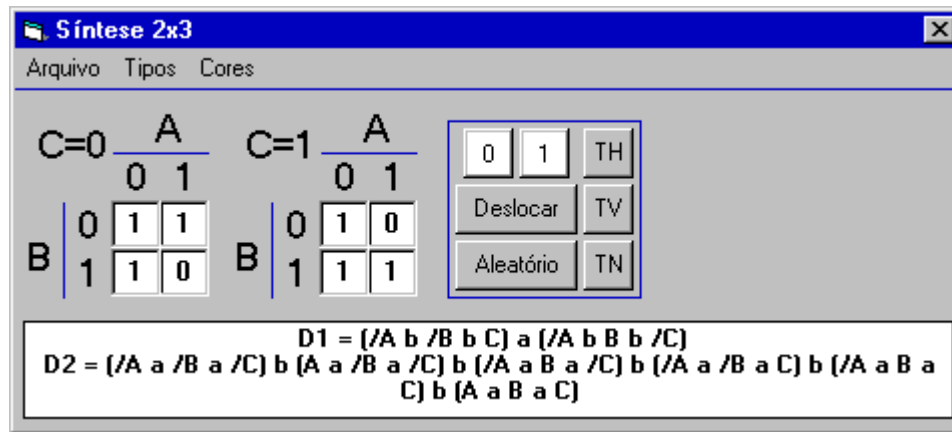 Síntese 2x3
Arquivo Tipos Cores
C=0 A C=1 A
0 1 0 1
0 1 TH
B 0 1 1 B 0 1 0
Deslocar TV
1 1 0 1 1 1
Aleatório TN
D1 = (/A b /B b C) a (/A b B b /C)
D2 = (/A a /B a /C) b (A a /B a /C) b (/A a B a /C) b (/A a /B a C) b (/A a B a
C) b (A a B a C)